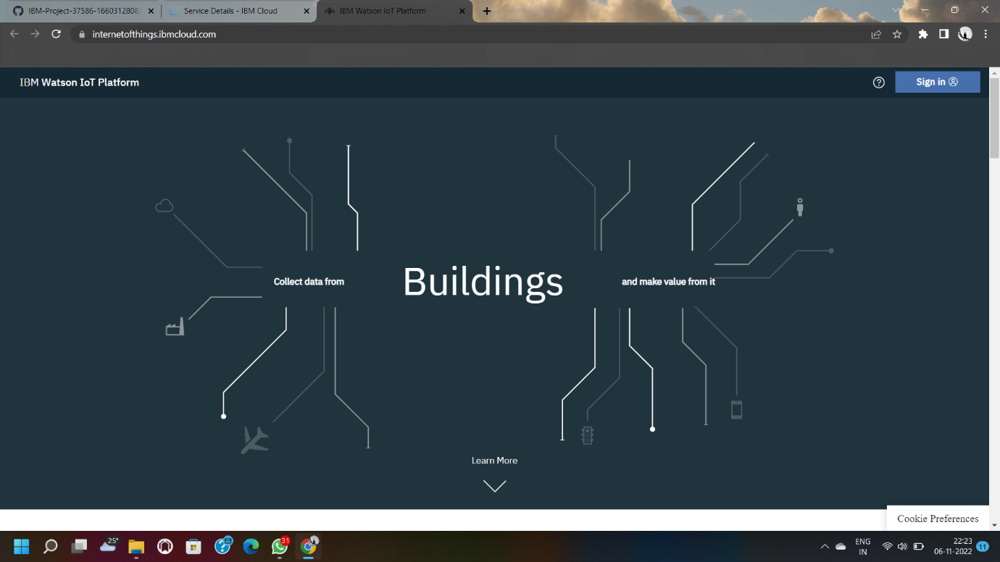 IBM-Project-37586-1660312808/
Service Details - IBM Cloud
IBM Watson IoT Platform
internetofthings.ibmcloud.com
IBM Watson IoT Platform
Sign in
Collect data from
Buildings
and make value from it
Learn More
Cookie Preferences
25°
31
ENG
IN
22:23
06-11-2022
11